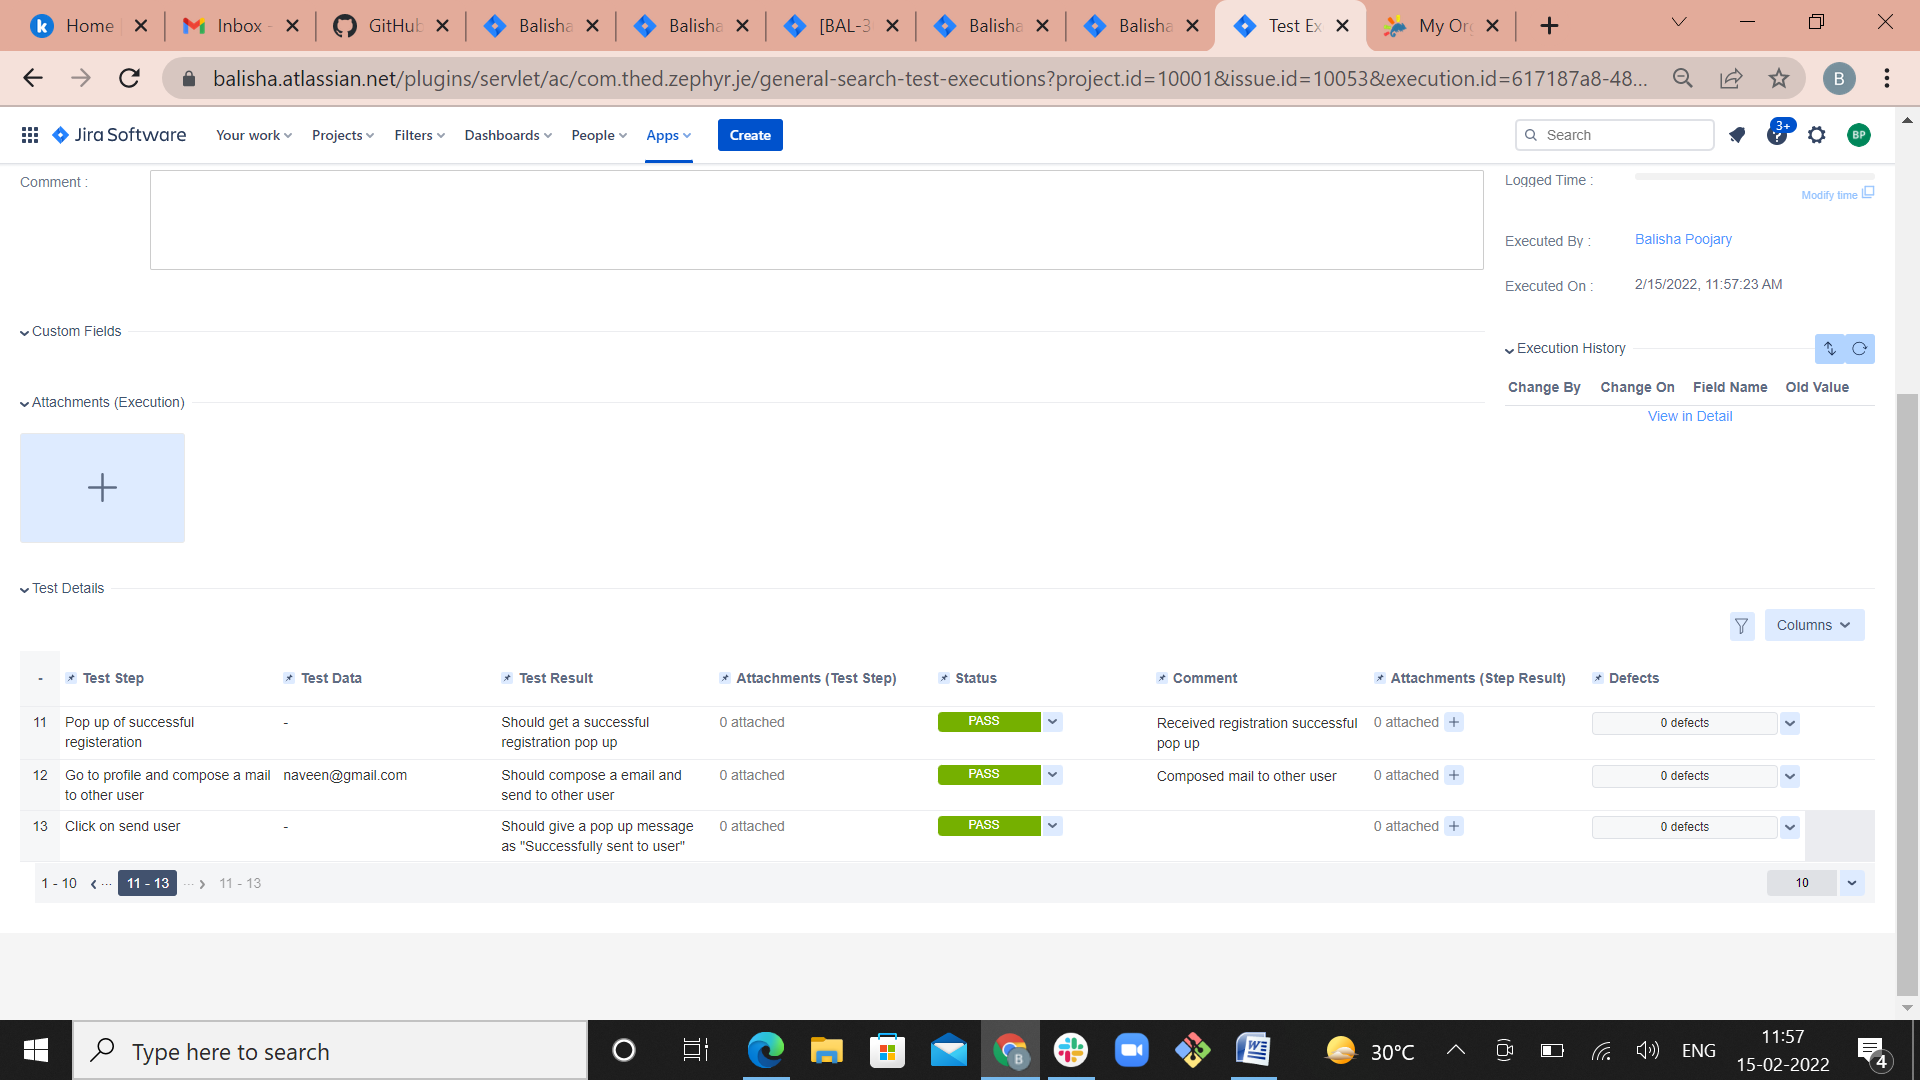 Home
Inbox -
GitHub
Balisha
Balisha
[BAL-3
Balisha
Balisha
Test Ex
My Org
balisha.atlassian.net/plugins/servlet/ac/com.thed.zephyr.je/general-search-test-executions?project.id=10001&issue.id=10053&execution.id=617187a8-48...
B
Jira Software
Your work
Projects
Filters
Dashboards
People
Apps
Create
Search
3+
BP
Comment :
Logged Time :
Modify time
Executed By :
Balisha Poojary
Executed On :
2/15/2022, 11:57:23 AM
Custom Fields
Execution History
Change By Change On Field Name Old Value
View in Detail
Attachments (Execution)
Test Details
Columns
- Test Step Test Data Test Result Attachments (Test Step) Status Comment Attachments (Step Result) Defects
11 Pop up of successful - Should get a successful 0 attached PASS Received registration successful 0 attached + 0 defects
registeration registration pop up pop up
12 Go to profile and compose a mail naveen@gmail.com Should compose a email and 0 attached PASS Composed mail to other user 0 attached + 0 defects
to other user send to other user
13 Click on send user - Should give a pop up message 0 attached PASS 0 attached + 0 defects
as "Successfully sent to user"
1 - 10 ... 11 - 13 ... 11 - 13 10
Type here to search
B
30°C
ENG
11:57
15-02-2022
4